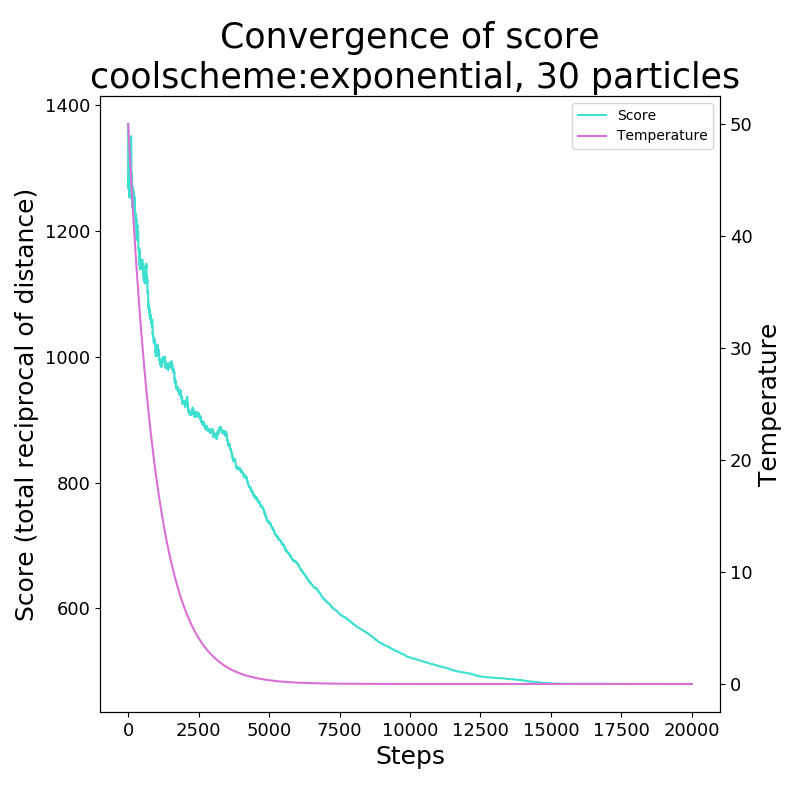 Convergence of score
coolscheme:exponential, 30 particles
Score
Temperature
Score (total reciprocal of distance)
1400
1200
1000
800
600
Temperature
50
40
30
20
10
0
0 2500 5000 7500 10000 12500 15000 17500 20000
Steps